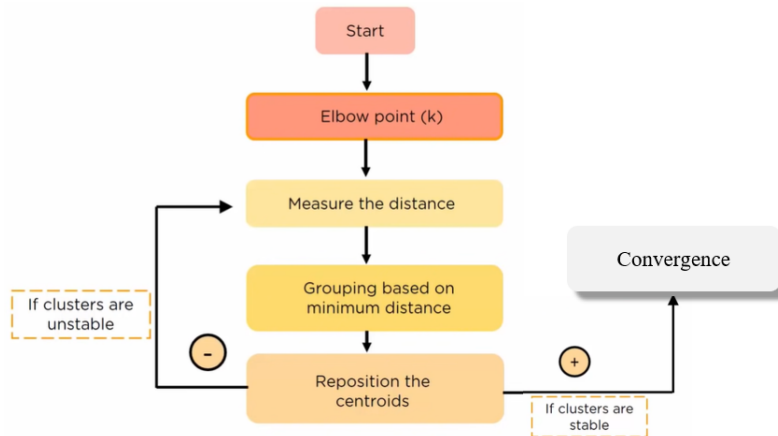 Start
Elbow point (k)
Measure the distance
Convergence
Grouping based on
minimum distance
If clusters are
unstable
-
+
Reposition the
centroids
If clusters are
stable